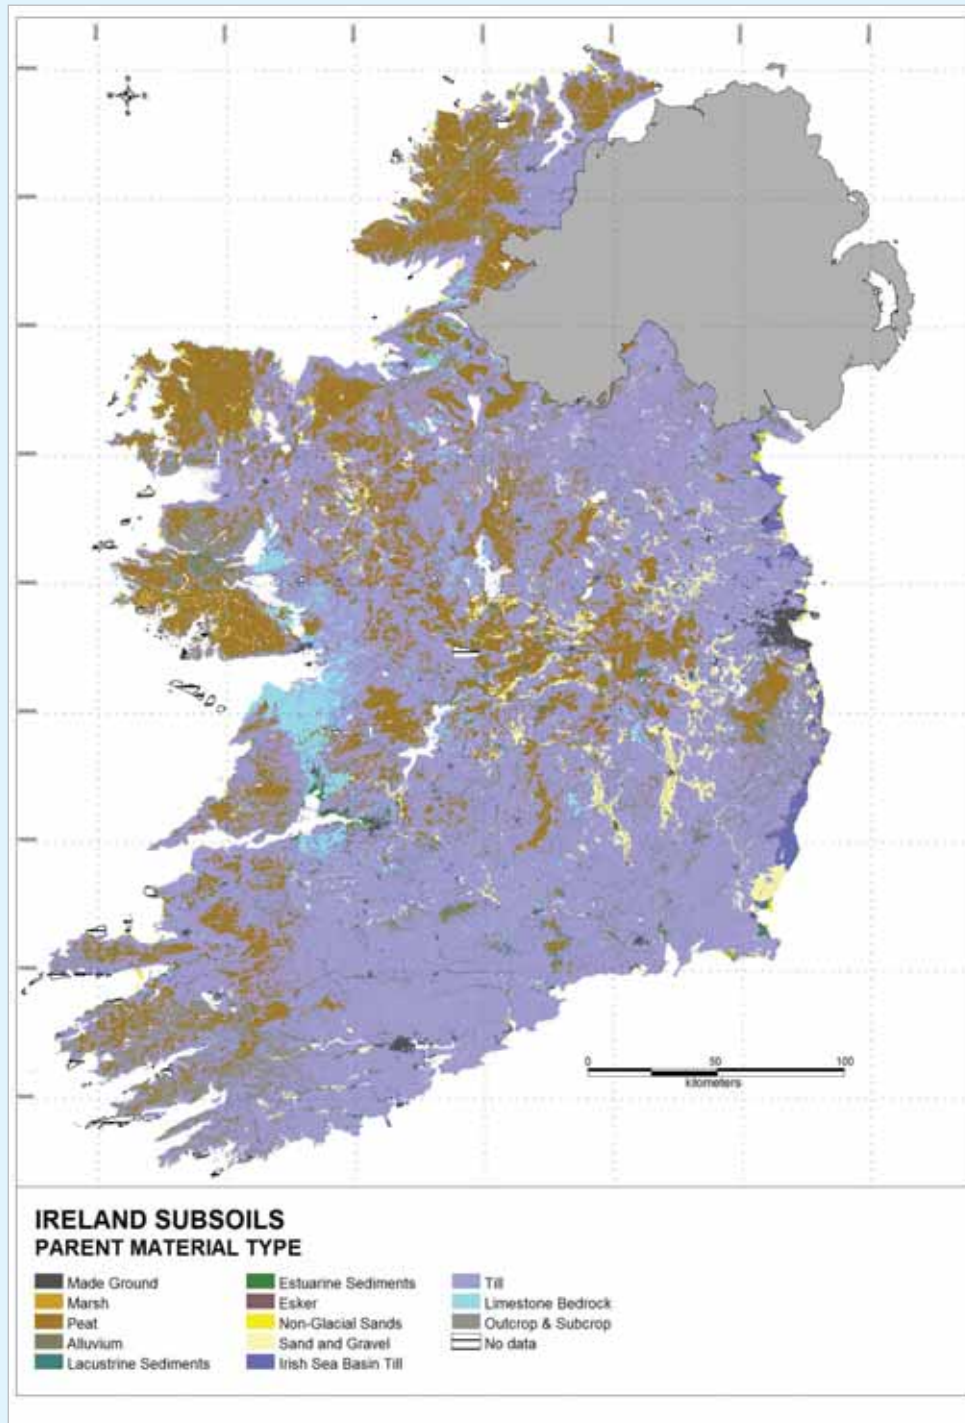 0 50 100
kilometers
IRELAND SUBSOILS
PARENT MATERIAL TYPE
Made Ground
Marsh
Peat
Alluvium
Lacustrine Sediments
Estuarine Sediments
Esker
Non-Glacial Sands
Sand and Gravel
Irish Sea Basin Till
Till
Limestone Bedrock
Outcrop & Subcrop
No data